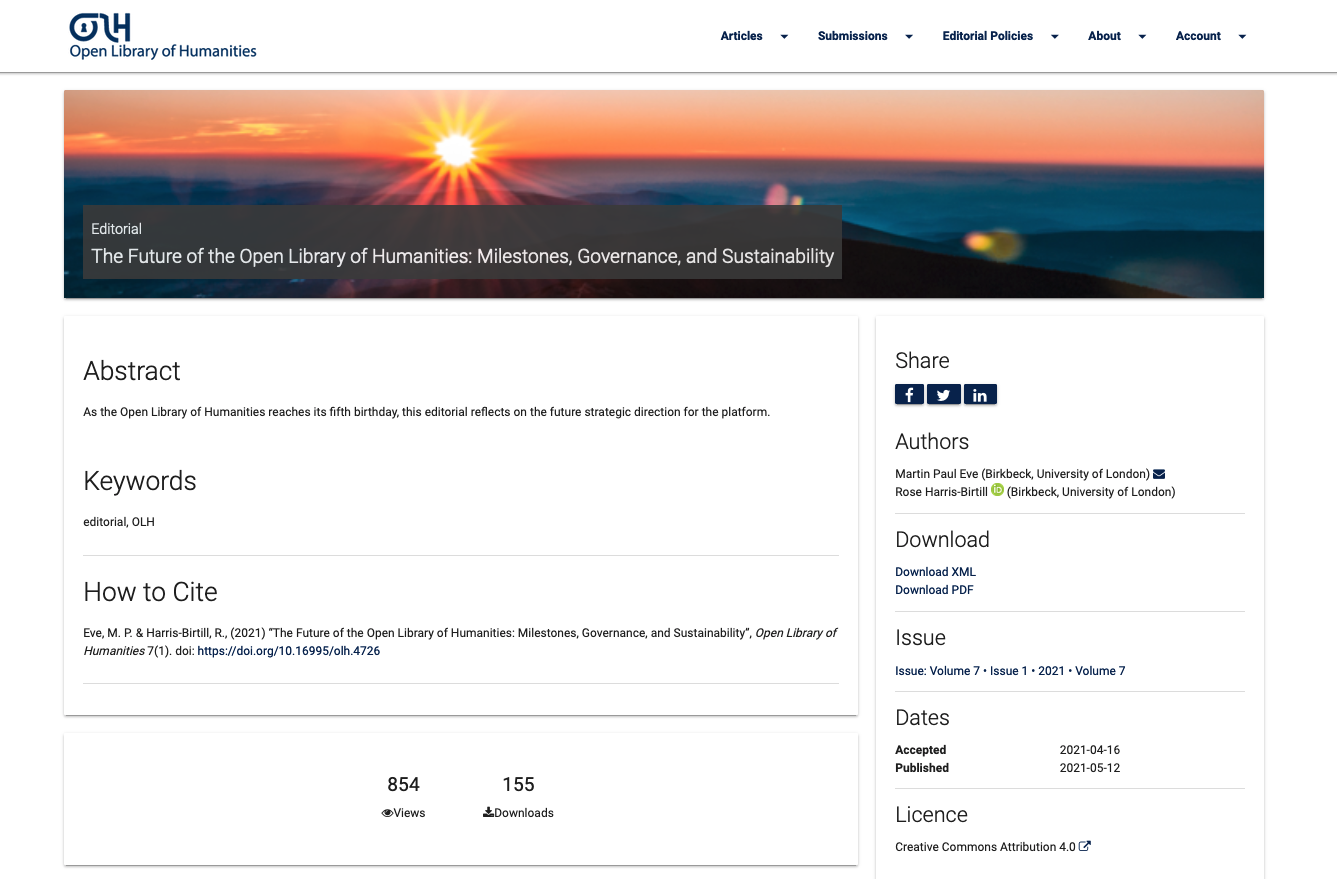 OLH
Open Library of Humanities
Articles
Submissions
Editorial Policies
About
Account
Editorial
The Future of the Open Library of Humanities: Milestones, Governance, and Sustainability
Abstract
As the Open Library of Humanities reaches its fifth birthday, this editorial reflects on the future strategic direction for the platform.
Keywords
editorial, OLH
How to Cite
Eve, M. P. & Harris-Birtill, R., (2021) “The Future of the Open Library of Humanities: Milestones, Governance, and Sustainability”, Open Library of
Humanities 7(1). doi: https://doi.org/10.16995/olh.4726
854
155
Views
Downloads
Share
Authors
Martin Paul Eve (Birkbeck, University of London)
Rose Harris-Birtill iD (Birkbeck, University of London)
Download
Download XML
Download PDF
Issue
Issue: Volume 7 • Issue 1 • 2021 • Volume 7
Dates
Accepted 2021-04-16
Published 2021-05-12
Licence
Creative Commons Attribution 4.0